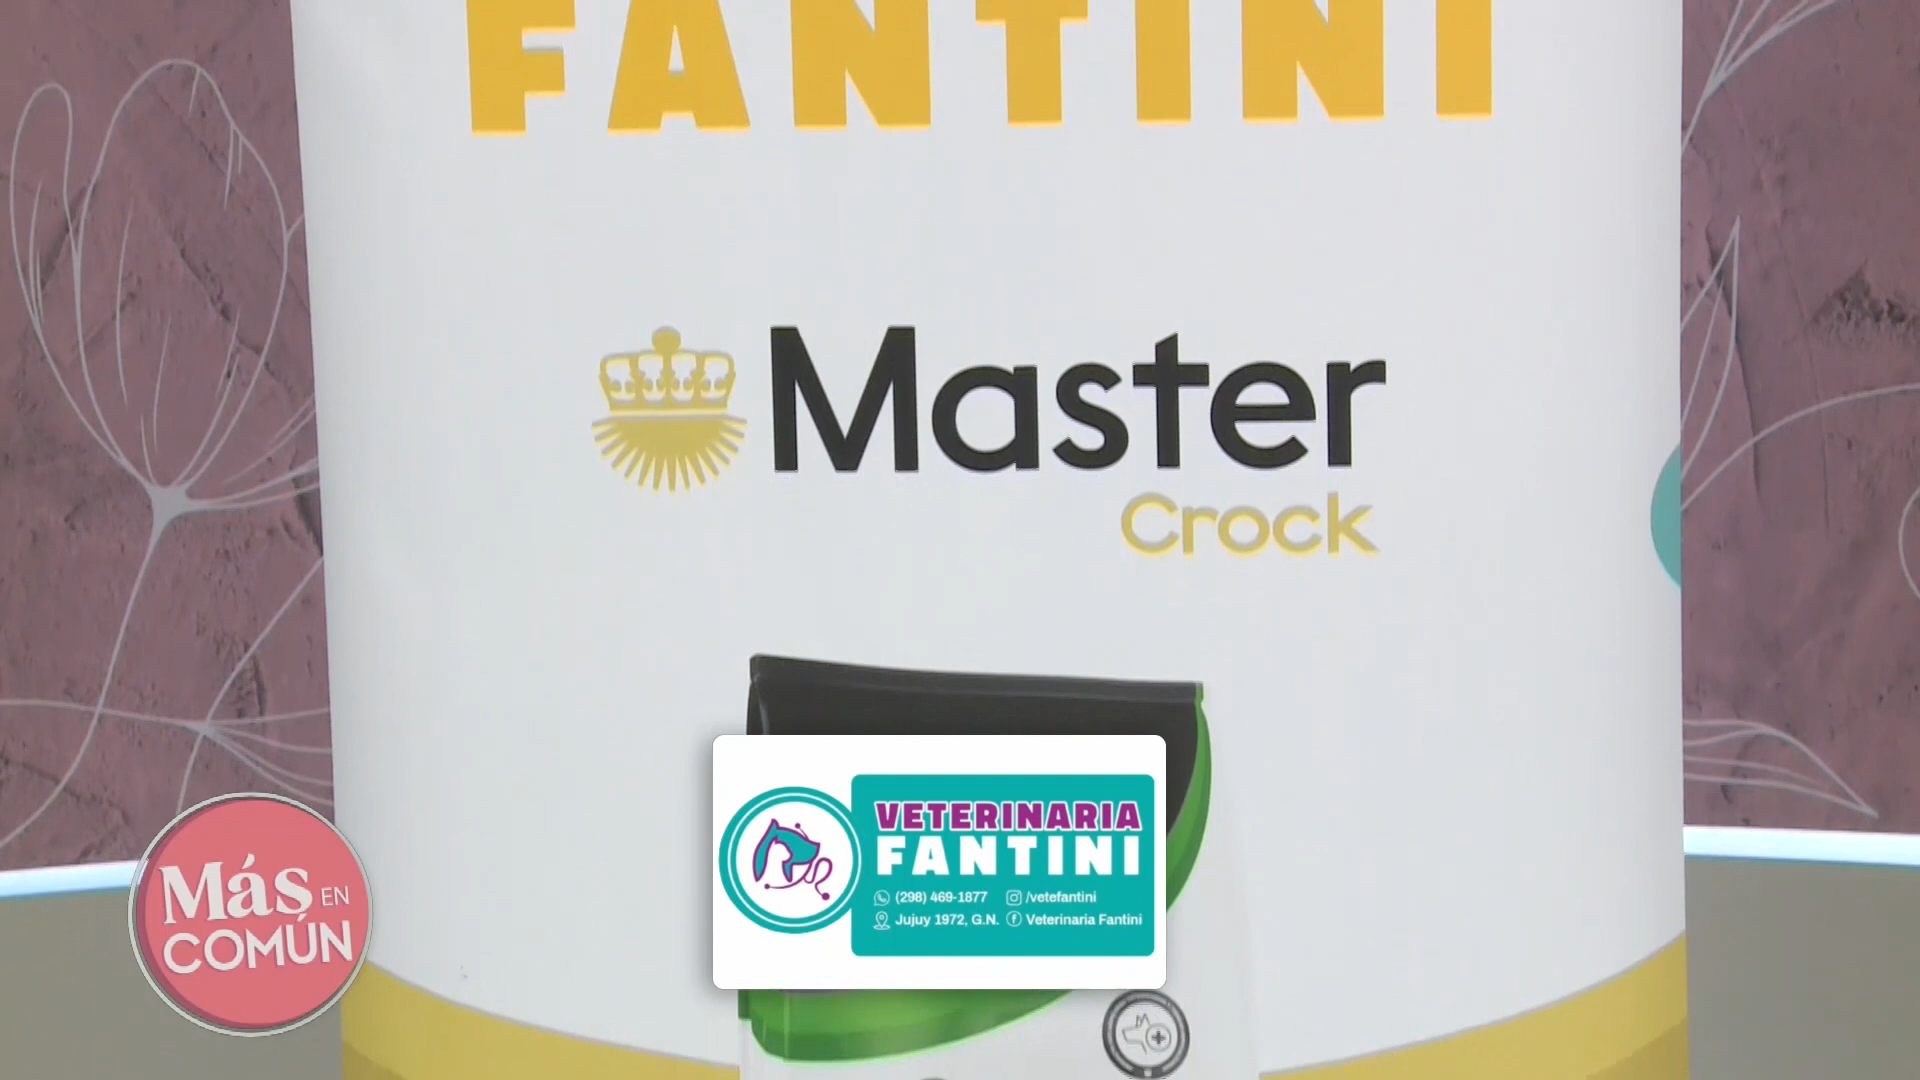 FANTINI
Master
Crock
VETERINARIA
FANTINI
(298) 469-1877
/vetefantini
Jujuy 1972, G.N.
Veterinaria Fantini
Más EN
COMÚN